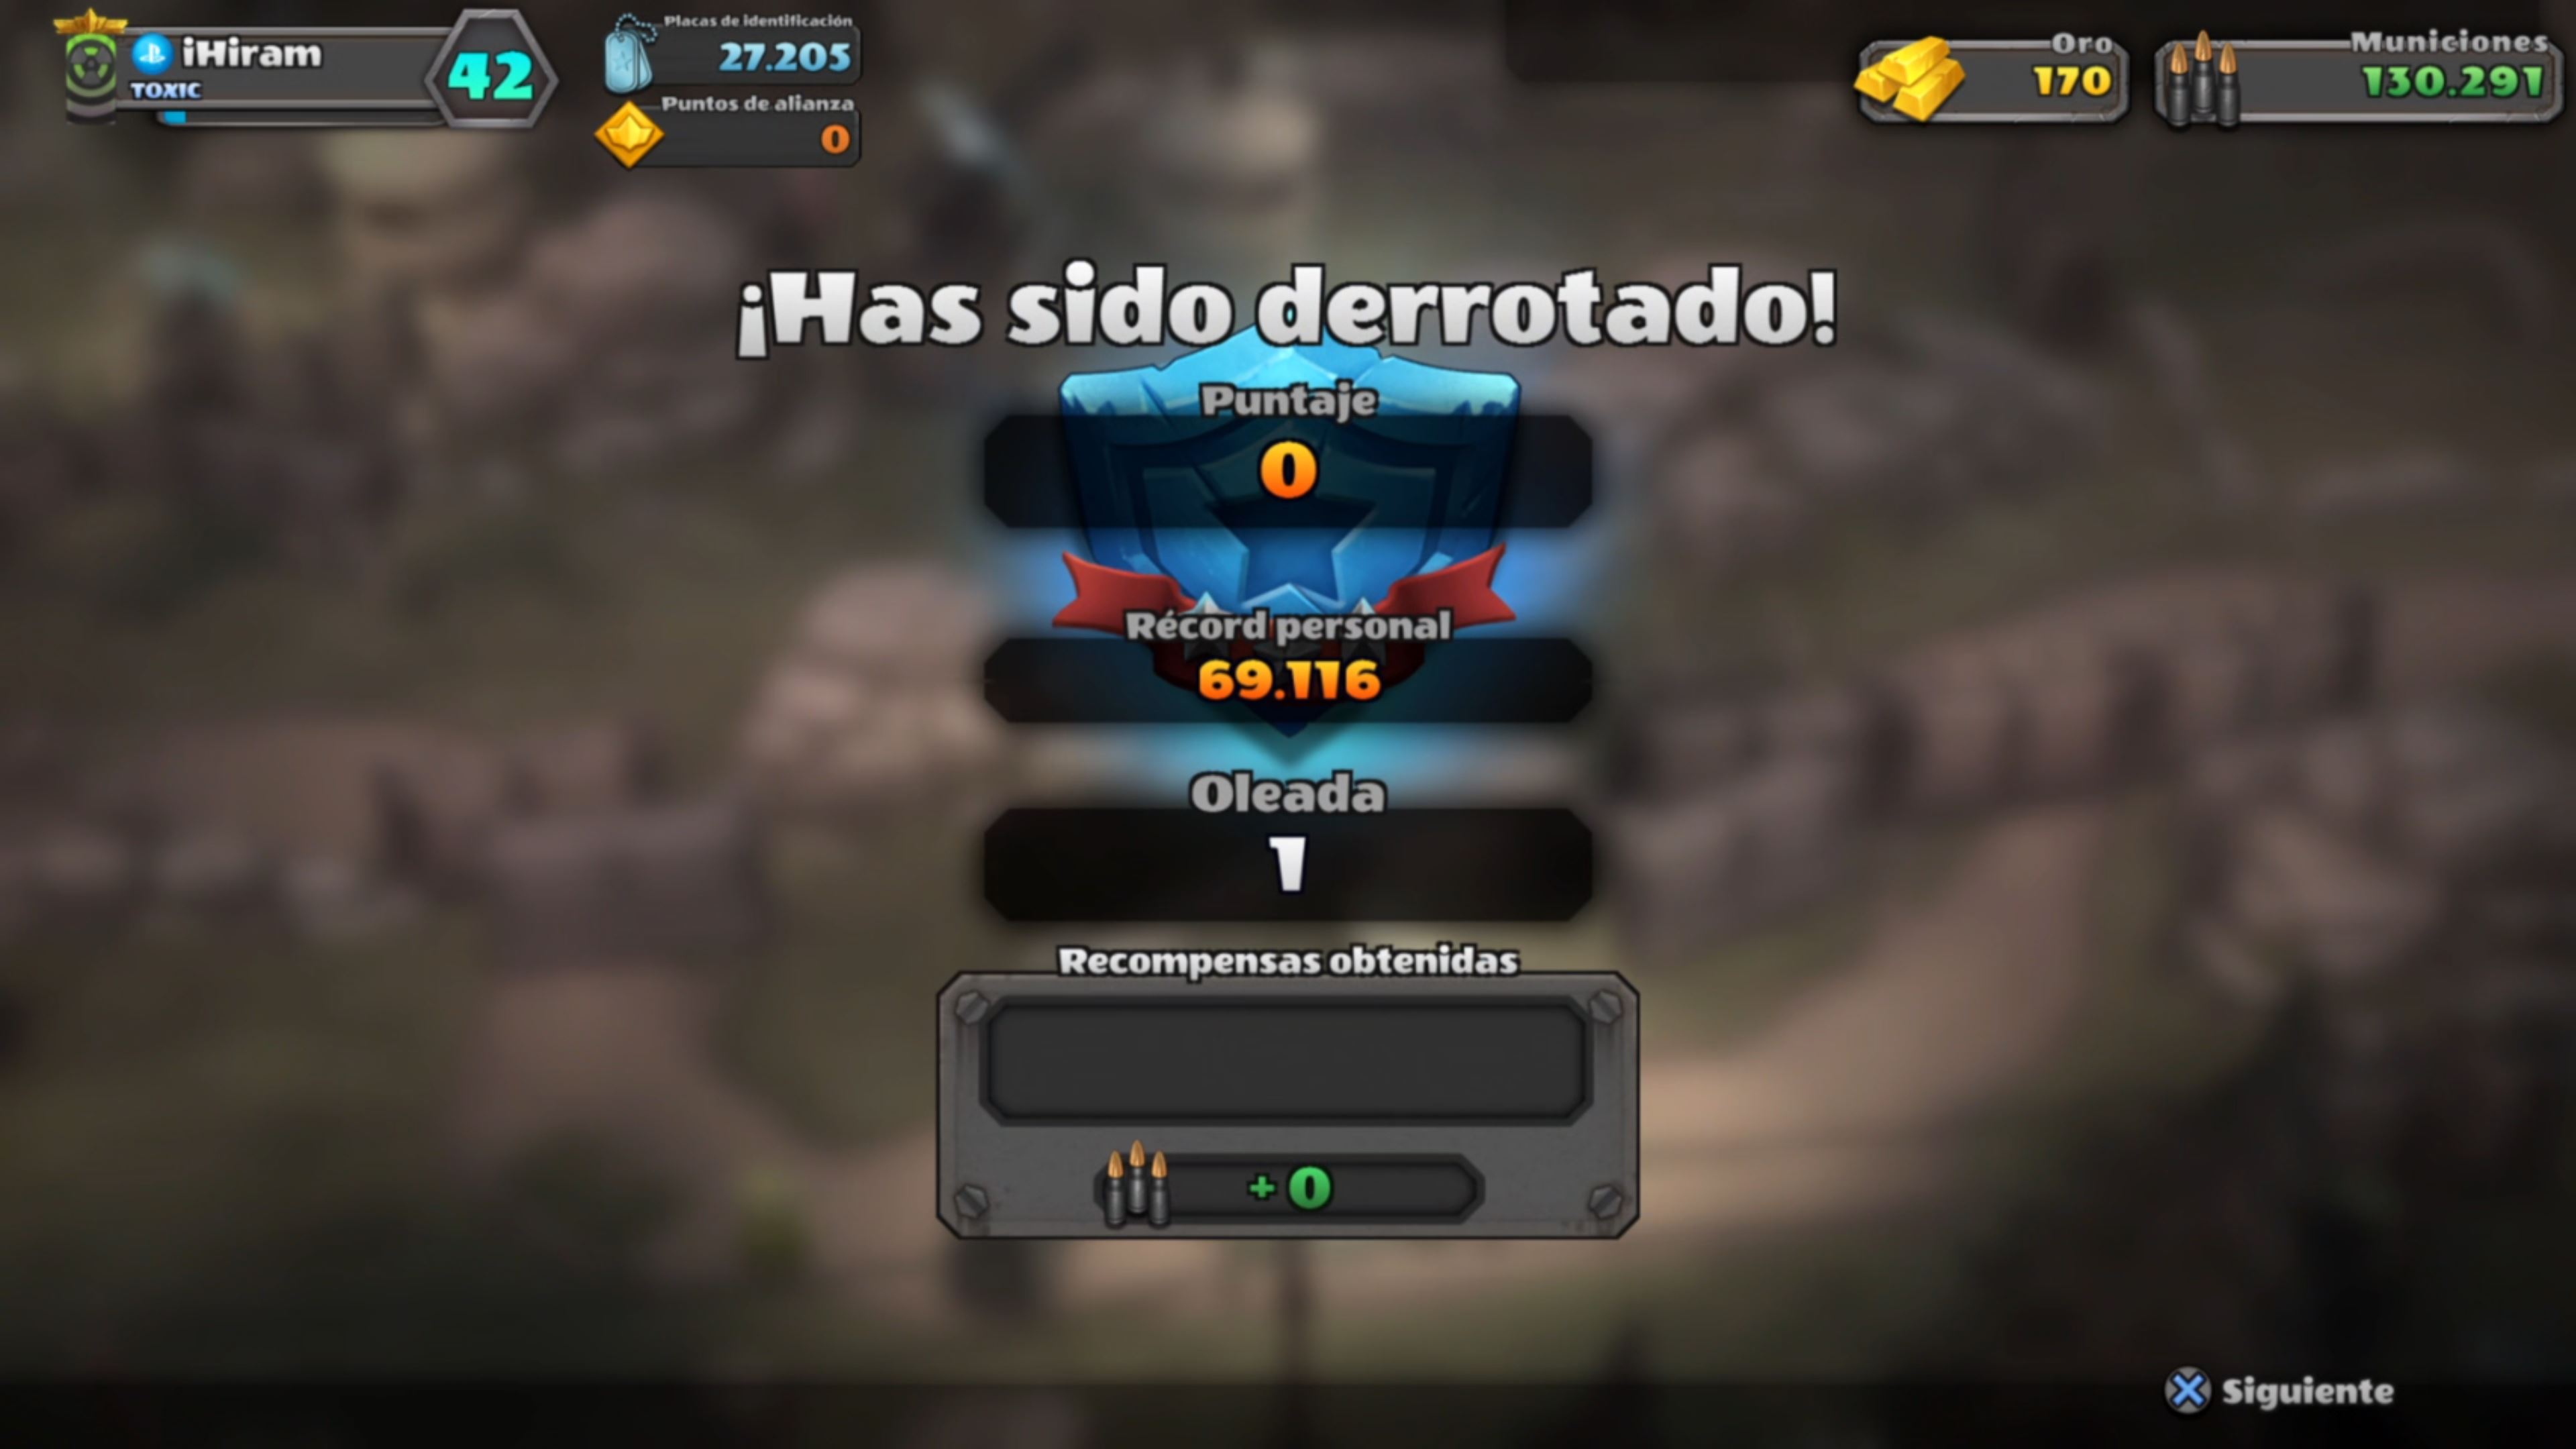 iHiram
TOXIC
42
Placas de identificación
27.205
Puntos de alianza
0
Oro
170
Municiones
130.291
¡Has sido derrotado!
Puntaje
0
Récord personal
69.116
Oleada
1
Recompensas obtenidas
+ 0
Siguiente